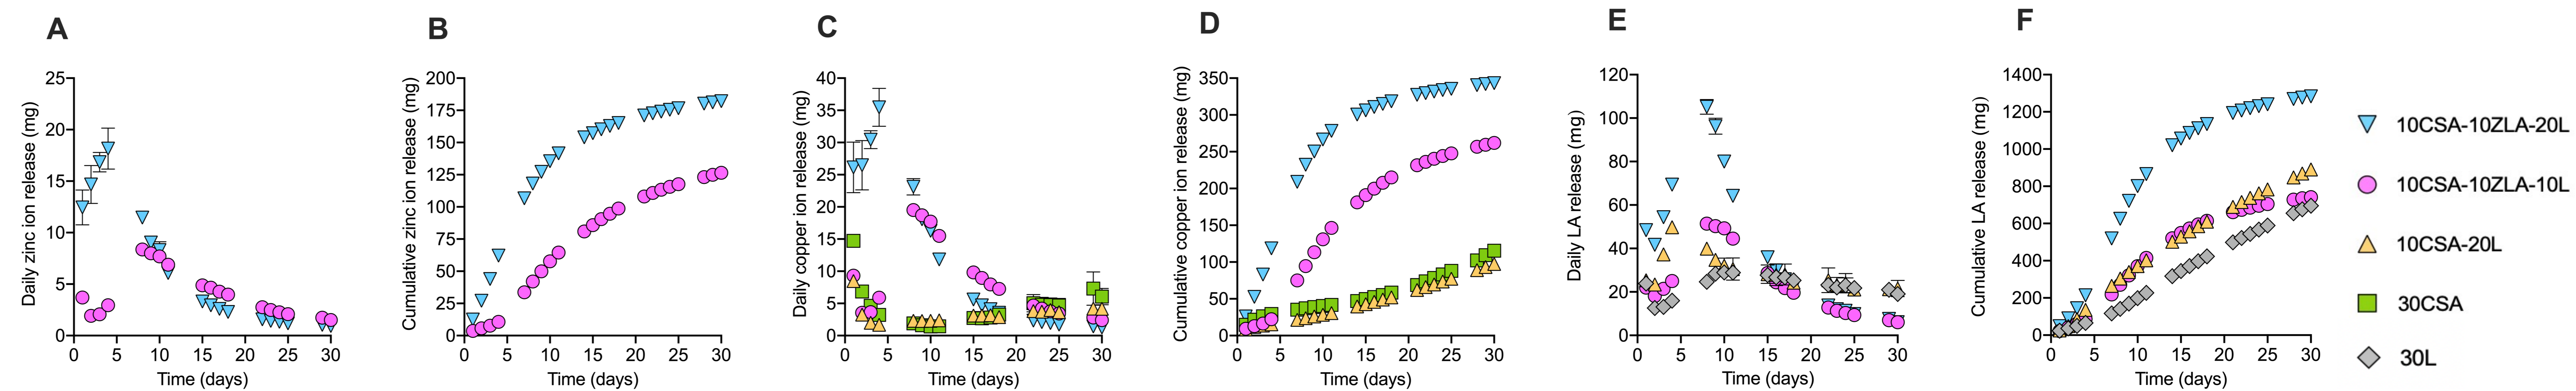 A
Daily zinc ion release (mg)
25
20
15
10
5
0
0 5 10 15 20 25 30
Time (days)
B
Cumulative zinc ion release (mg)
200
175
150
125
100
75
50
25
0
0 5 10 15 20 25 30
Time (days)
C
Daily copper ion release (mg)
40
35
30
25
20
15
10
5
0
0 5 10 15 20 25 30
Time (days)
D
Cumulative copper ion release (mg)
350
300
250
200
150
100
50
0
0 5 10 15 20 25 30
Time (days)
E
Daily LA release (mg)
120
100
80
60
40
20
0
0 5 10 15 20 25 30
Time (days)
F
Cumulative LA release (mg)
1400
1200
1000
800
600
400
200
0
0 5 10 15 20 25 30
Time (days)
10CSA-10ZLA-20L
10CSA-10ZLA-10L
10CSA-20L
30CSA
30L